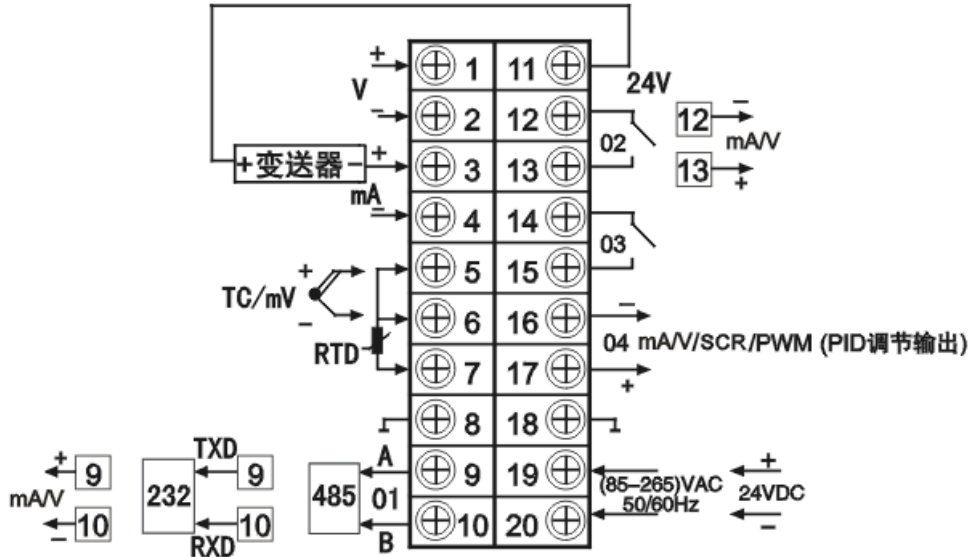 + 1 11
V 24V
- 2 12 02 12 - mA/V
+变送器- + 3 13 13 +
mA
- 4 14
03
+ 5 15
TC/mV
- 6 16 -
RTD 04 mA/V/SCR/PWM (PID调节输出)
7 17 +
8 18
+ 9 TXD 9 A 9 19 (85-265)VAC +
mA/V 232 485 01 50/60Hz 24VDC
- 10 RXD 10 B 10 20 -